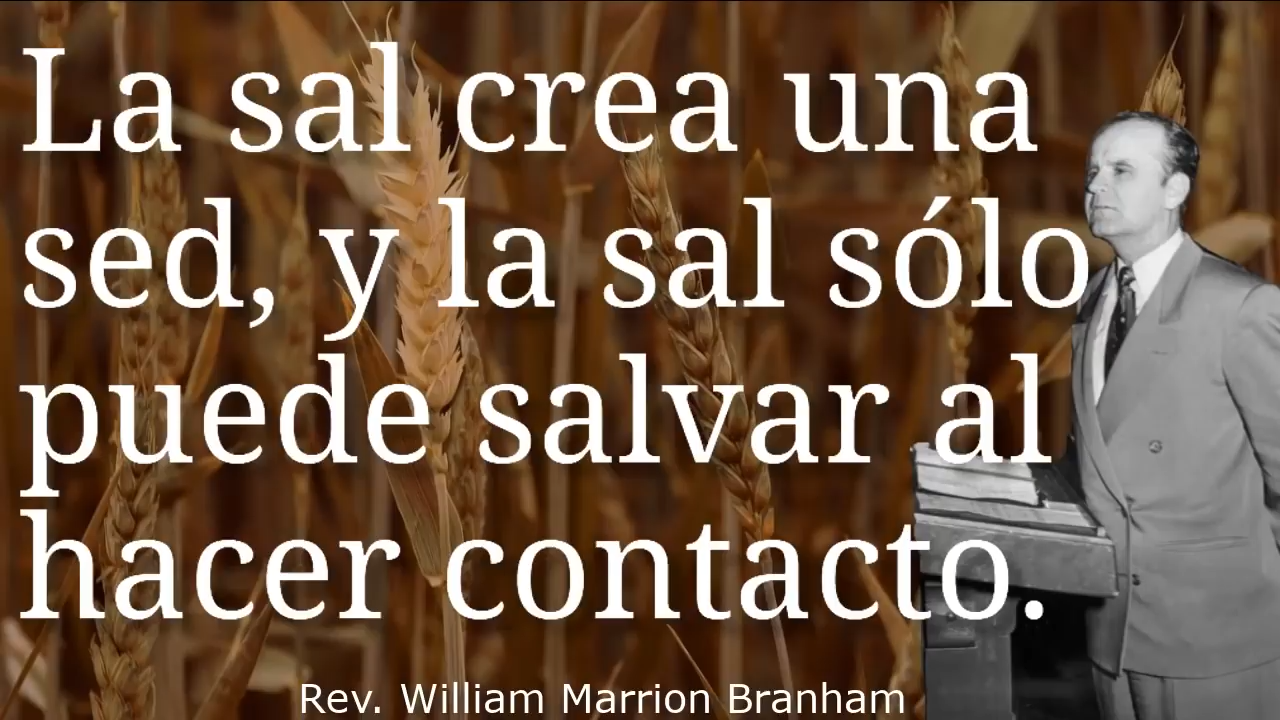 La sal crea una
sed, y la sal sólo
puede salvar al
hacer contacto.
Rev. William Marrion Branham